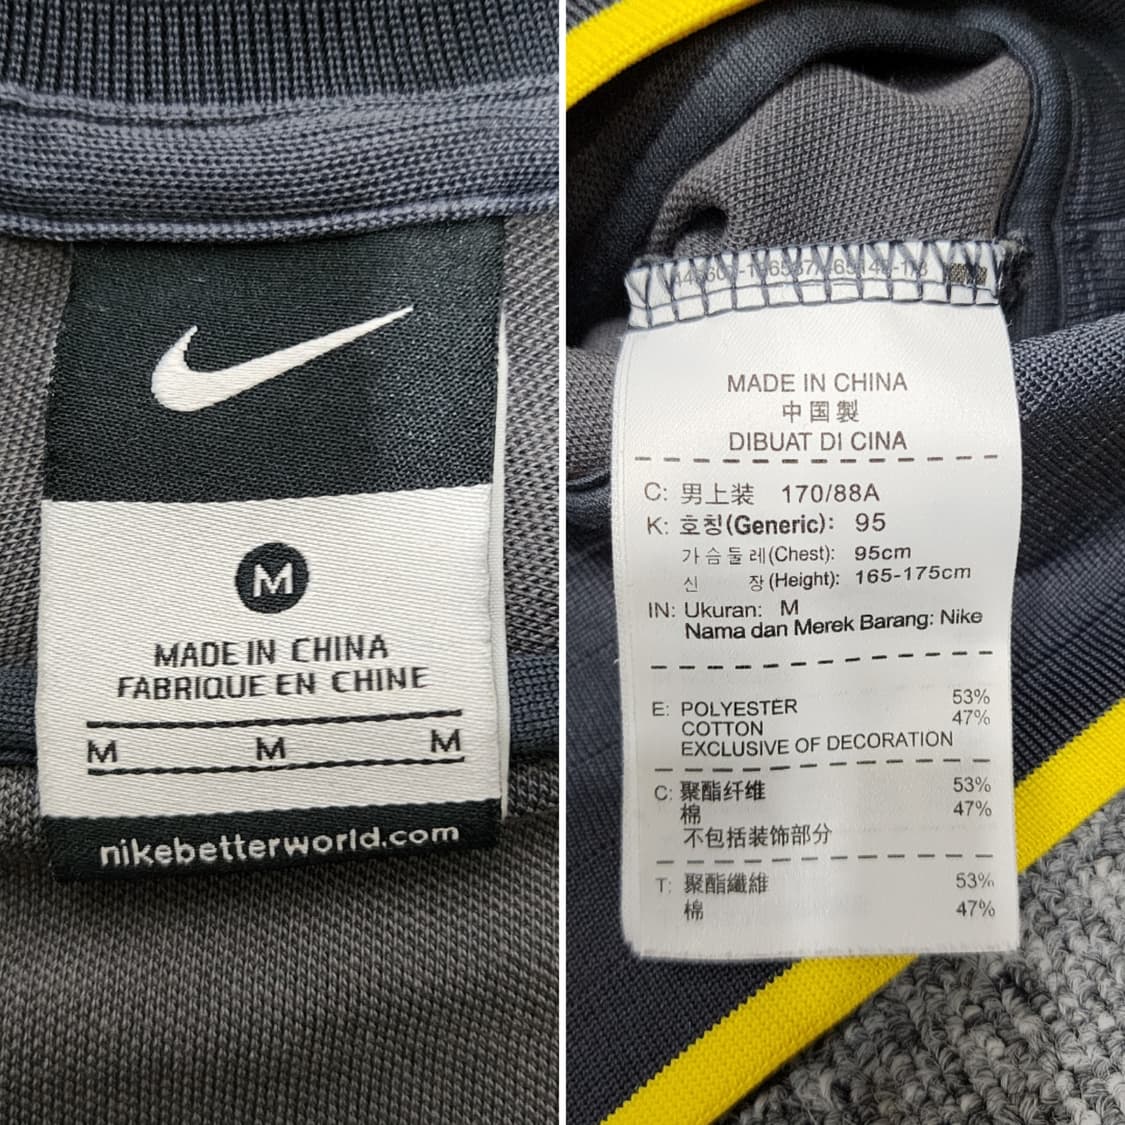 M
MADE IN CHINA
FABRIQUE EN CHINE
M M M
nikebetterworld.com
MADE IN CHINA
中国製
DIBUAT DI CINA
C: 男上装 170/88A
K: 호칭(Generic): 95
가슴둘레(Chest): 95cm
신 장(Height): 165-175cm
IN: Ukuran: M
Nama dan Merek Barang: Nike
E: POLYESTER 53%
COTTON 47%
EXCLUSIVE OF DECORATION
C: 聚酯纤维 53%
棉 47%
不包括装饰部分
T: 聚酯纖維 53%
棉 47%